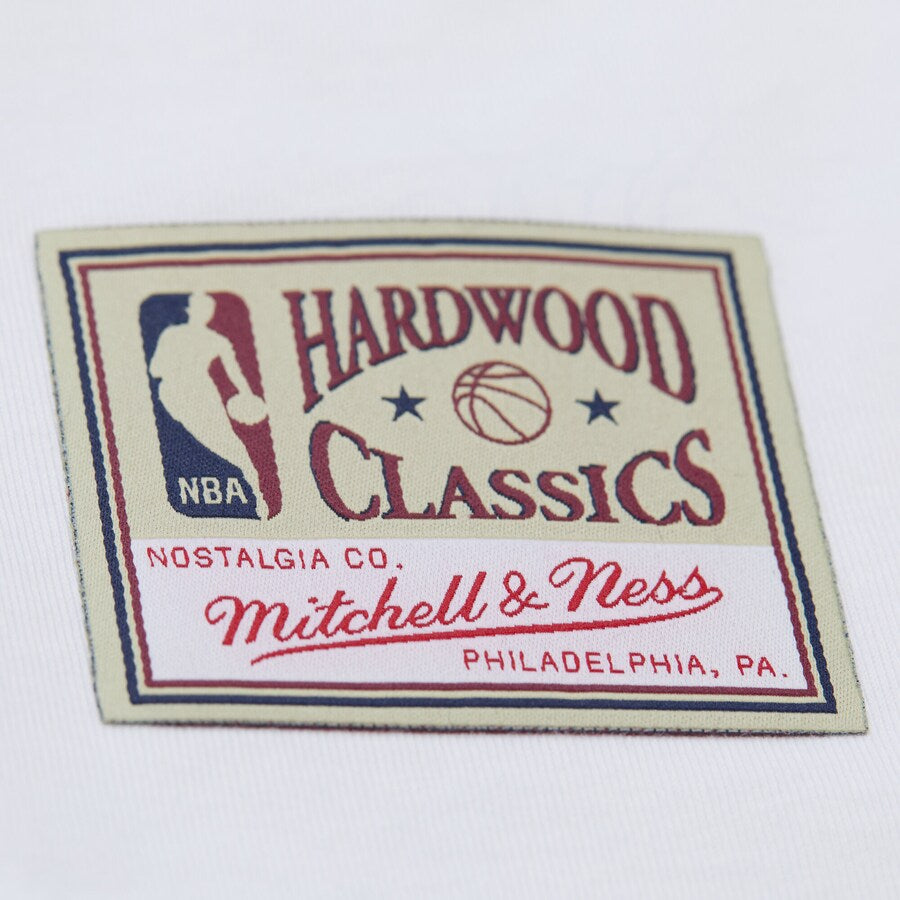 HARDWOOD
CLASSICS
NBA
NOSTALGIA CO.
Mitchell & Ness
PHILADELPHIA, PA.